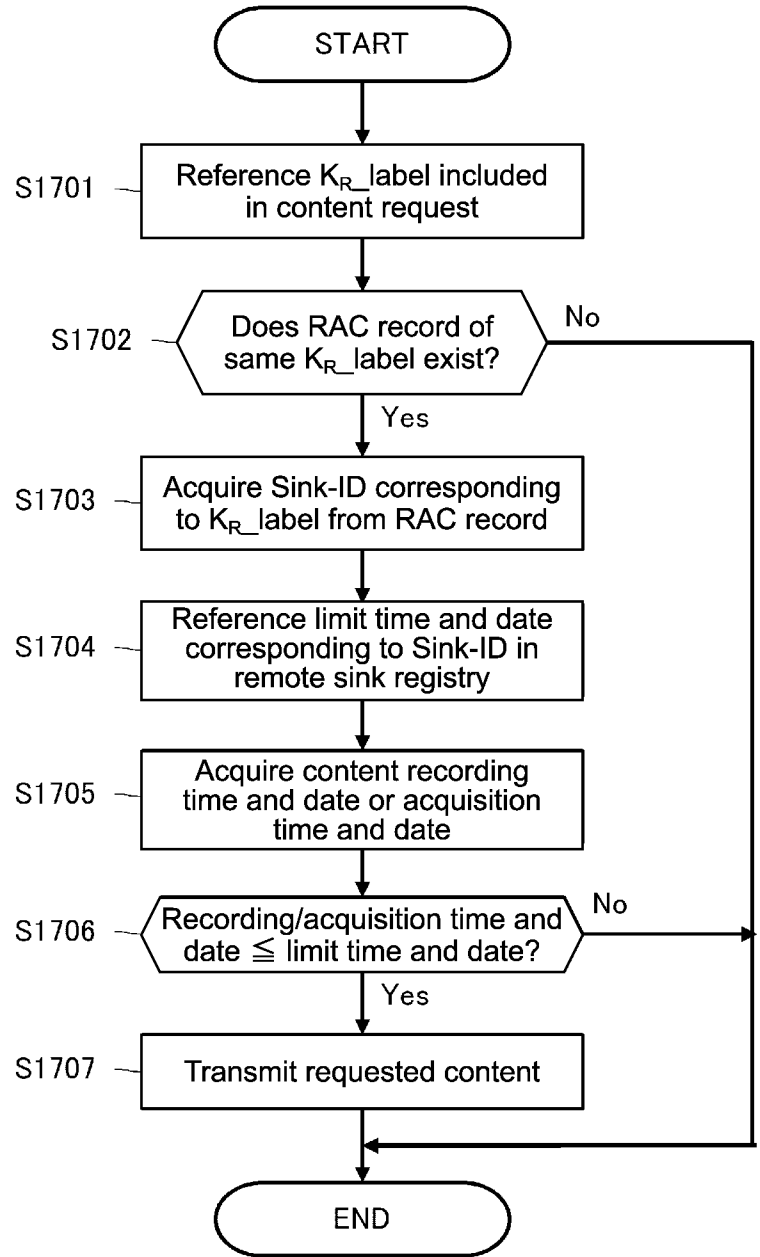 START
S1701
Reference KR_label included
in content request
S1702
Does RAC record of
same KR_label exist?
No
Yes
S1703
Acquire Sink-ID corresponding
to KR_label from RAC record
S1704
Reference limit time and date
corresponding to Sink-ID in
remote sink registry
S1705
Acquire content recording
time and date or acquisition
time and date
S1706
Recording/acquisition time and
date ≦ limit time and date?
No
Yes
S1707
Transmit requested content
END